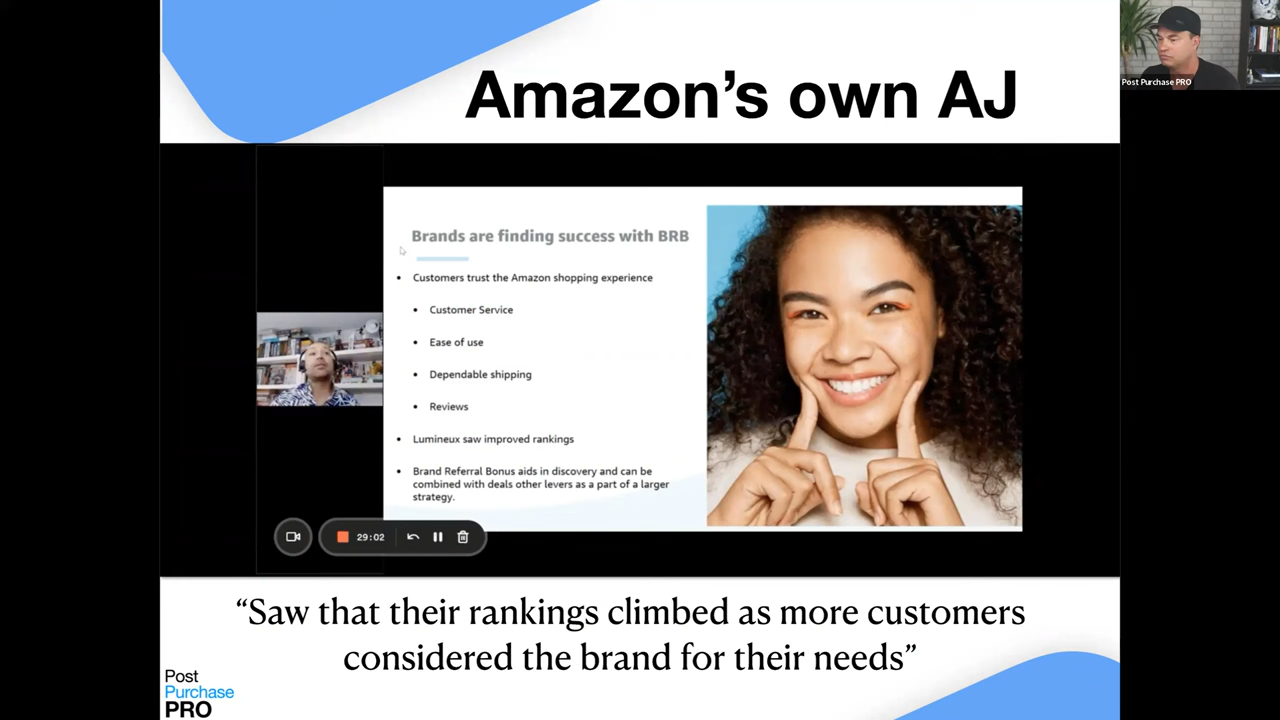 Amazon's own AJ
Post Purchase PRO
Brands are finding success with BRB
• Customers trust the Amazon shopping experience
• Customer Service
• Ease of use
• Dependable shipping
• Reviews
• Lumineux saw improved rankings
• Brand Referral Bonus aids in discovery and can be
combined with deals other levers as a part of a larger
strategy.
29:02
“Saw that their rankings climbed as more customers
considered the brand for their needs”
Post
Purchase
PRO